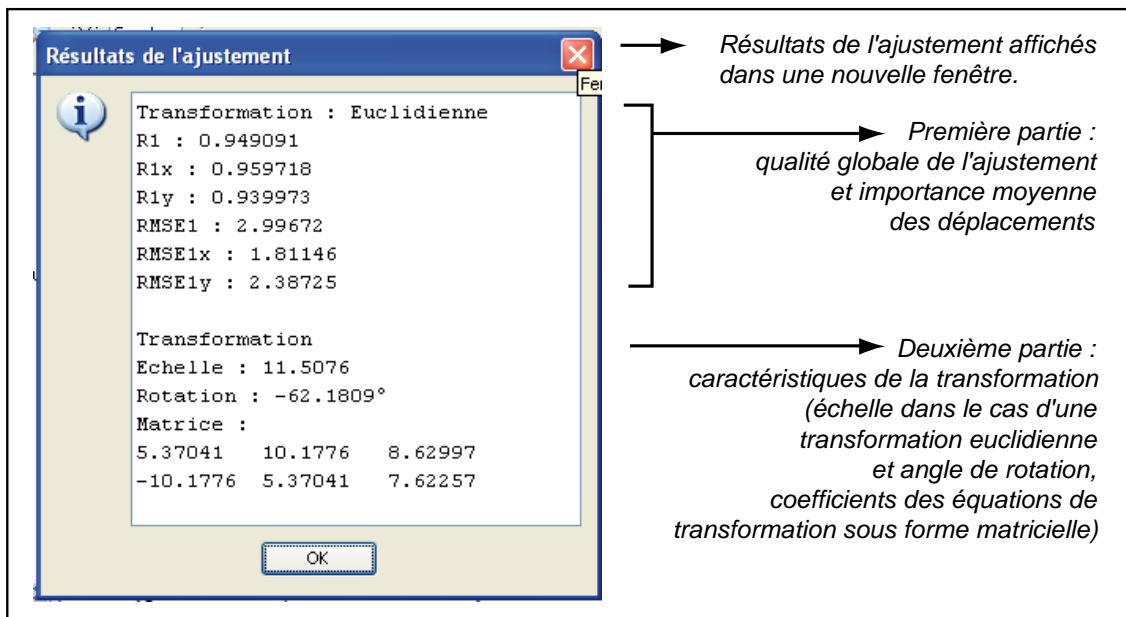 Résultats de l'ajustement
Fer
Transformation : Euclidienne
R1 : 0.949091
R1x : 0.959718
R1y : 0.939973
RMSE1 : 2.99672
RMSE1x : 1.81146
RMSE1y : 2.38725
Transformation
Echelle : 11.5076
Rotation : -62.1809°
Matrice :
5.37041 10.1776 8.62997
-10.1776 5.37041 7.62257
OK
Résultats de l'ajustement affichés
dans une nouvelle fenêtre.
Première partie :
qualité globale de l'ajustement
et importance moyenne
des déplacements
Deuxième partie :
caractéristiques de la transformation
(échelle dans le cas d'une
transformation euclidienne
et angle de rotation,
coefficients des équations de
transformation sous forme matricielle)